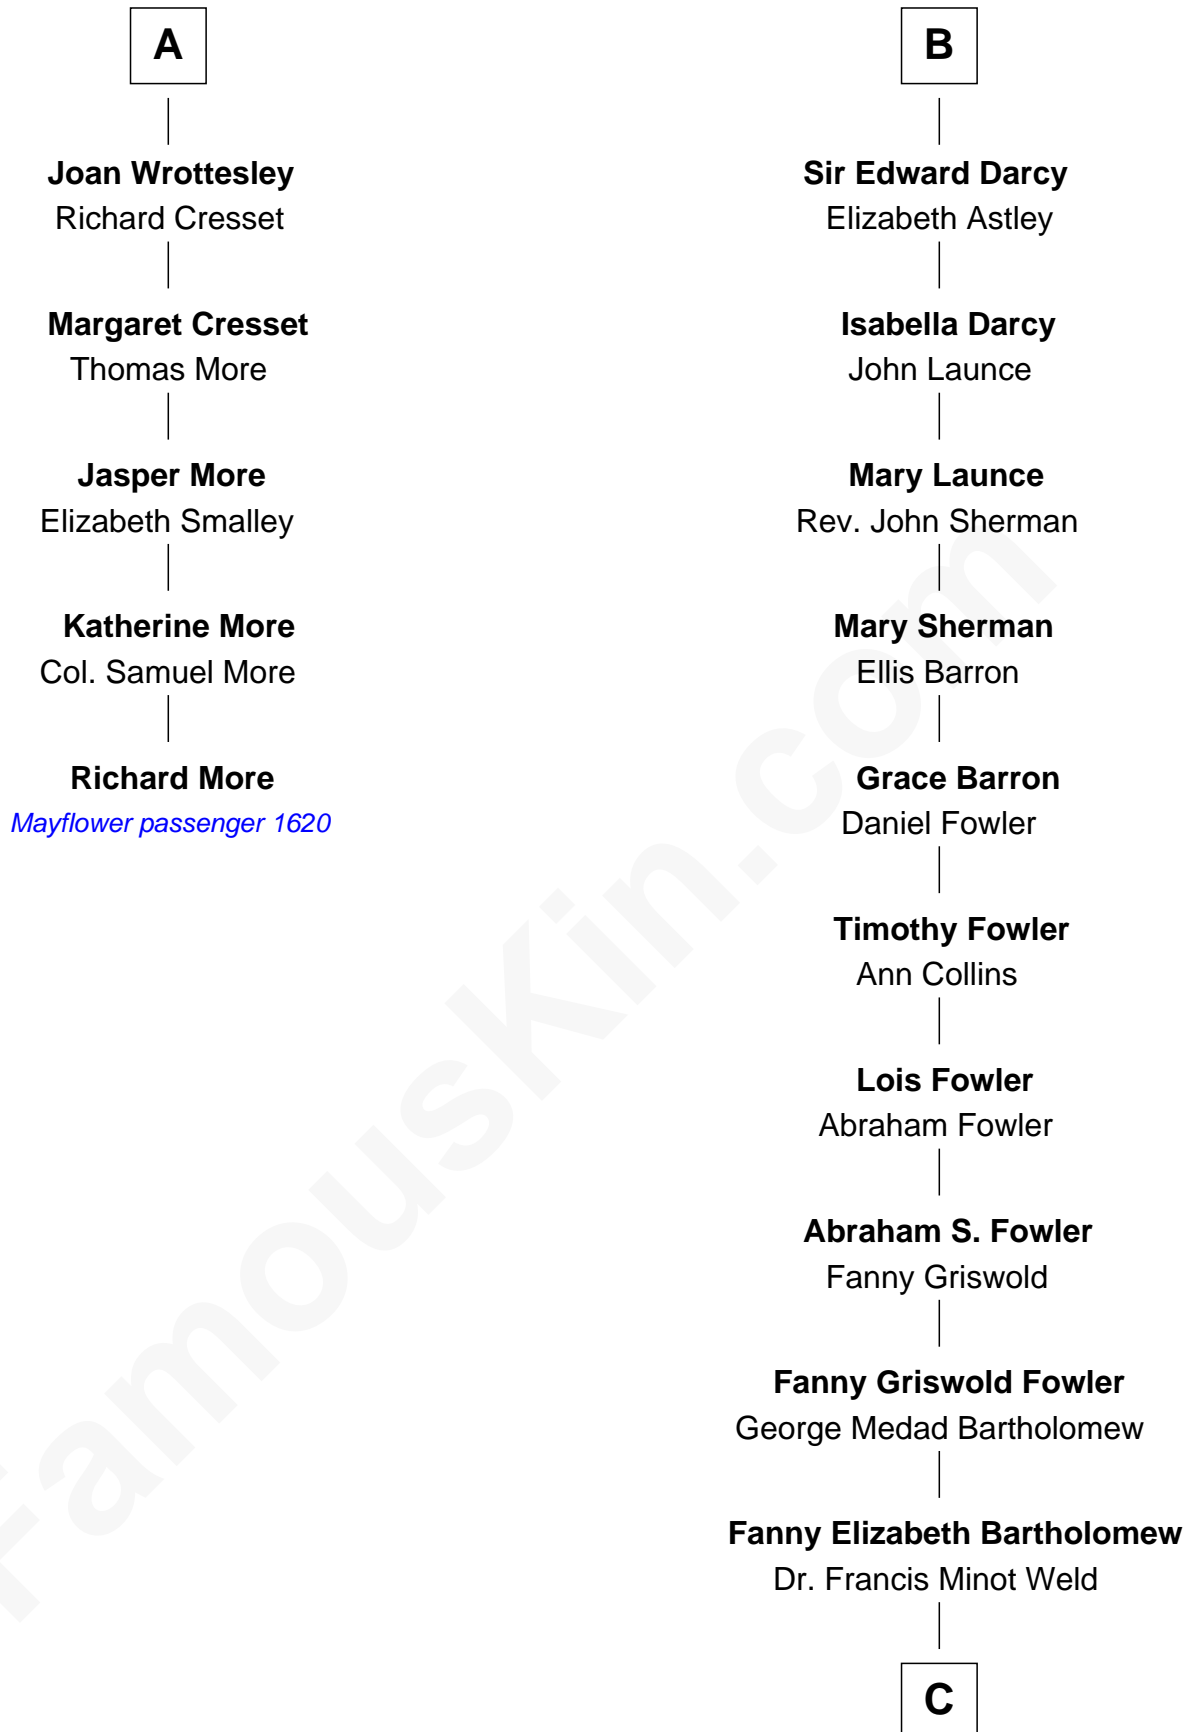 A
Joan Wrottesley
Richard Cresset
Margaret Cresset
Thomas More
Jasper More
Elizabeth Smalley
Katherine More
Col. Samuel More
Richard More
Mayflower passenger 1620
B
Sir Edward Darcy
Elizabeth Astley
Isabella Darcy
John Launce
Mary Launce
Rev. John Sherman
Mary Sherman
Ellis Barron
Grace Barron
Daniel Fowler
Timothy Fowler
Ann Collins
Lois Fowler
Abraham Fowler
Abraham S. Fowler
Fanny Griswold
Fanny Griswold Fowler
George Medad Bartholomew
Fanny Elizabeth Bartholomew
Dr. Francis Minot Weld
C
FamousKin.com